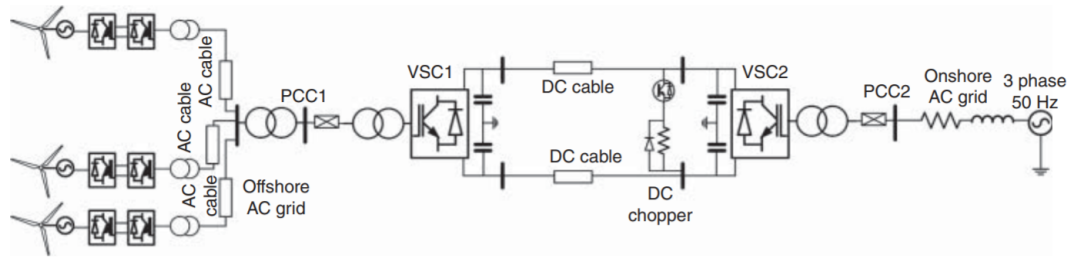 AC cable
AC cable
AC
cable
Offshore
AC grid
PCC1
VSC1
DC cable
DC cable
DC
chopper
VSC2
PCC2
Onshore
AC grid
3 phase
50 Hz